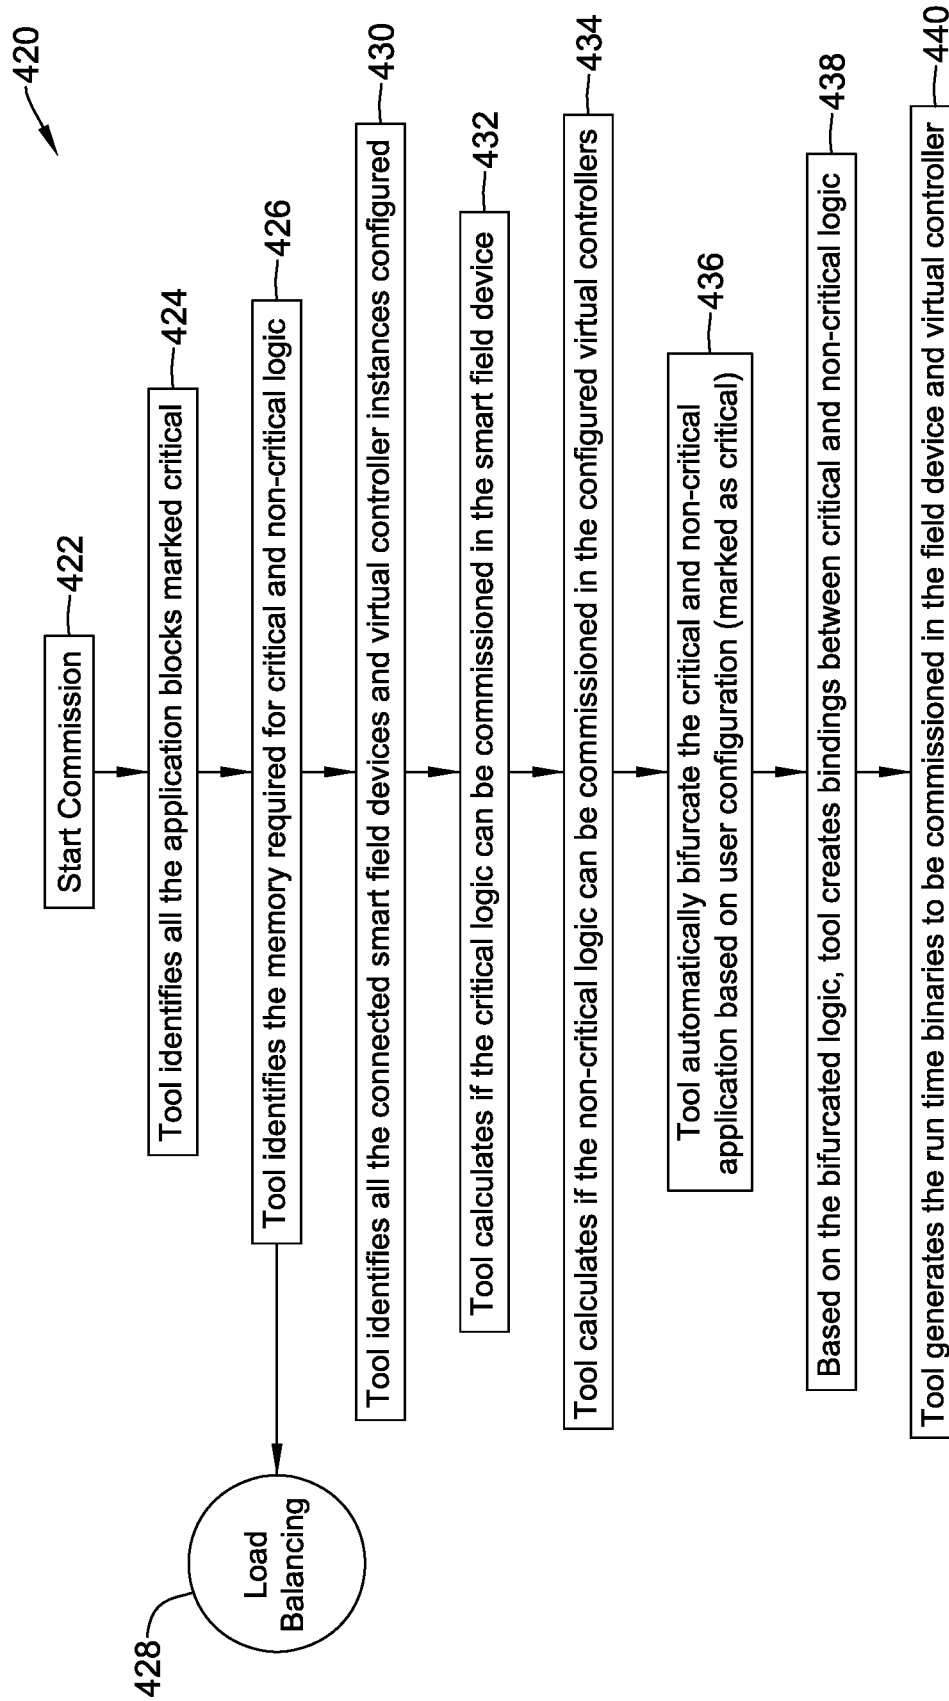 420
Start Commission
422
Tool identifies all the application blocks marked critical
424
Tool identifies the memory required for critical and non-critical logic
426
Load
Balancing
428
Tool identifies all the connected smart field devices and virtual controller instances configured
430
Tool calculates if the critical logic can be commissioned in the smart field device
432
Tool calculates if the non-critical logic can be commissioned in the configured virtual controllers
434
Tool automatically bifurcate the critical and non-critical
application based on user configuration (marked as critical)
436
Based on the bifurcated logic, tool creates bindings between critical and non-critical logic
438
Tool generates the run time binaries to be commissioned in the field device and virtual controller
440